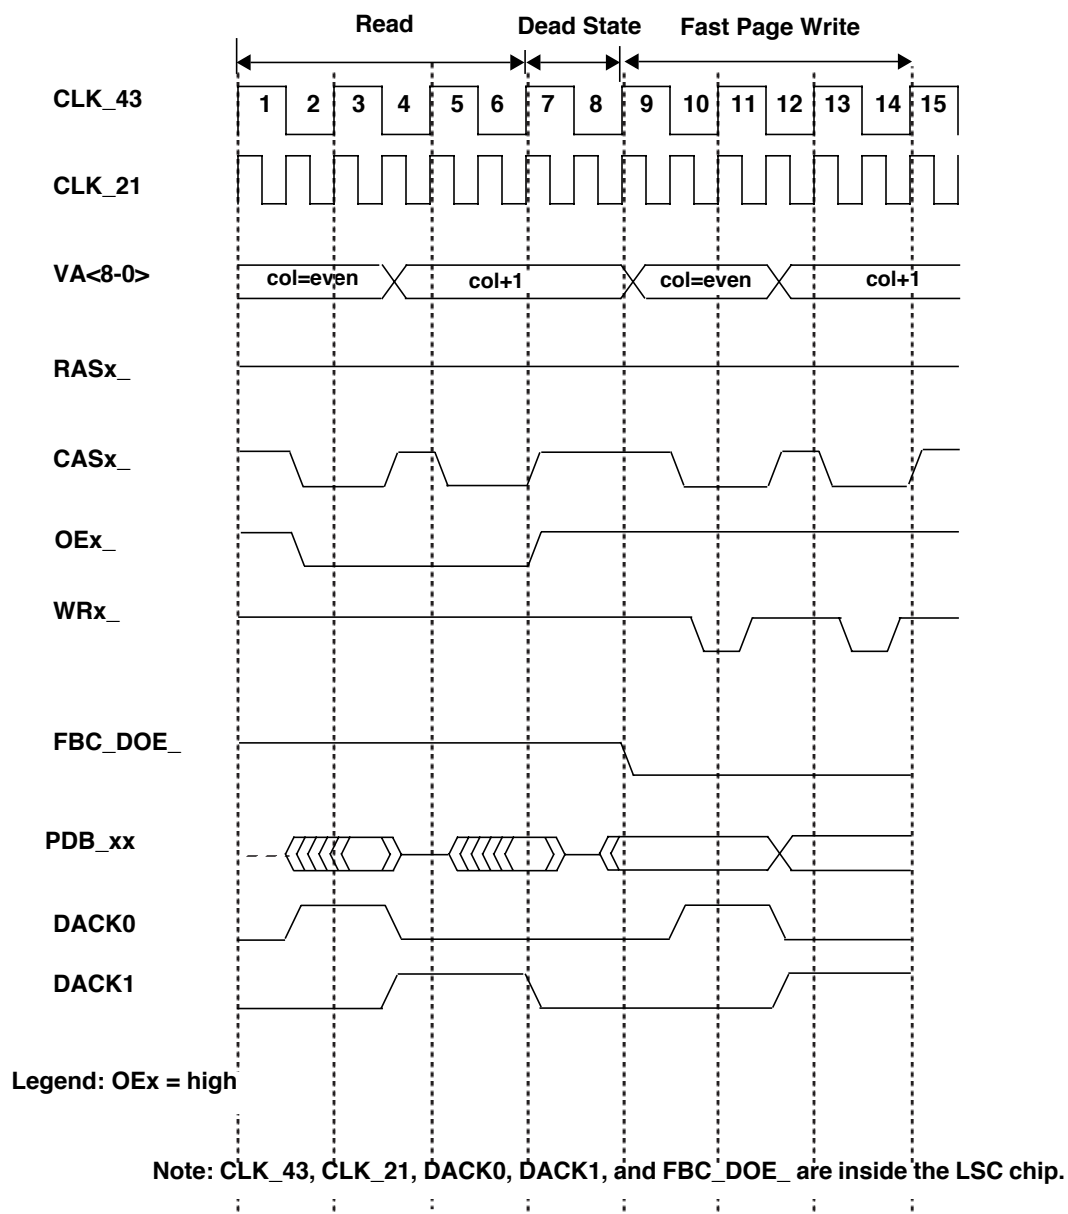 Read Dead State Fast Page Write
CLK_43 1 2 3 4 5 6 7 8 9 10 11 12 13 14 15
CLK_21
VA<8-0> col=even col+1 col=even col+1
RASx_
CASx_
OEx_
WRx_
FBC_DOE_
PDB_xx
DACK0
DACK1
Legend: OEx = high
Note: CLK_43, CLK_21, DACK0, DACK1, and FBC_DOE_ are inside the LSC chip.